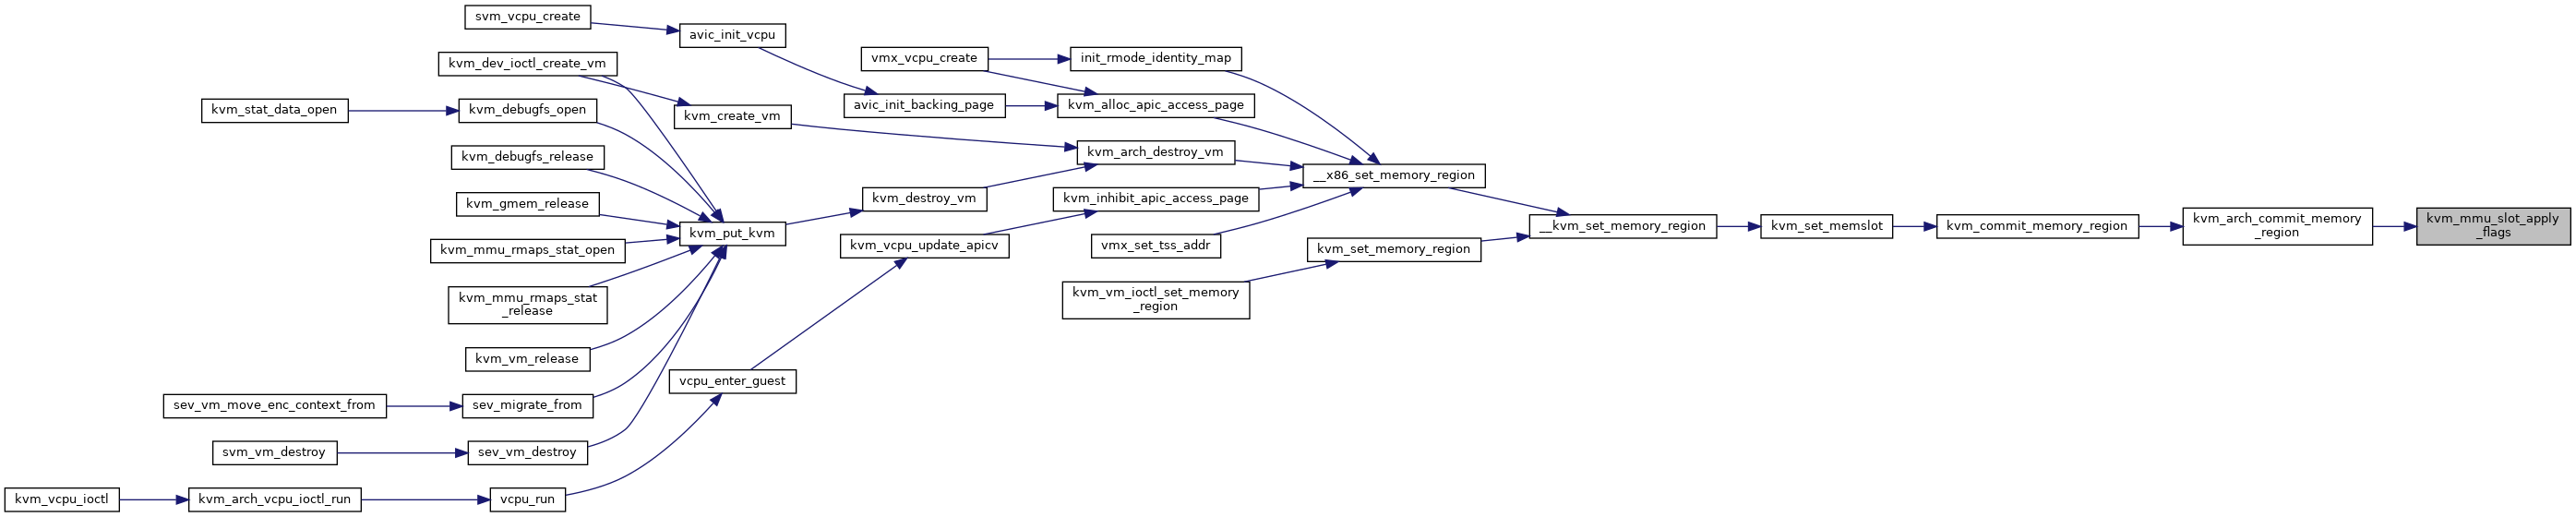 svm_vcpu_create
avic_init_vcpu
kvm_dev_ioctl_create_vm
vmx_vcpu_create
init_rmode_identity_map
kvm_stat_data_open
kvm_debugfs_open
kvm_create_vm
avic_init_backing_page
kvm_alloc_apic_access_page
kvm_debugfs_release
kvm_arch_destroy_vm
__x86_set_memory_region
kvm_gmem_release
kvm_destroy_vm
kvm_inhibit_apic_access_page
kvm_put_kvm
kvm_mmu_rmaps_stat_open
kvm_vcpu_update_apicv
vmx_set_tss_addr
kvm_set_memory_region
__kvm_set_memory_region
kvm_set_memslot
kvm_commit_memory_region
kvm_arch_commit_memory
_region
kvm_mmu_slot_apply
_flags
kvm_mmu_rmaps_stat
_release
kvm_vm_ioctl_set_memory
_region
kvm_vm_release
vcpu_enter_guest
sev_vm_move_enc_context_from
sev_migrate_from
svm_vm_destroy
sev_vm_destroy
kvm_vcpu_ioctl
kvm_arch_vcpu_ioctl_run
vcpu_run